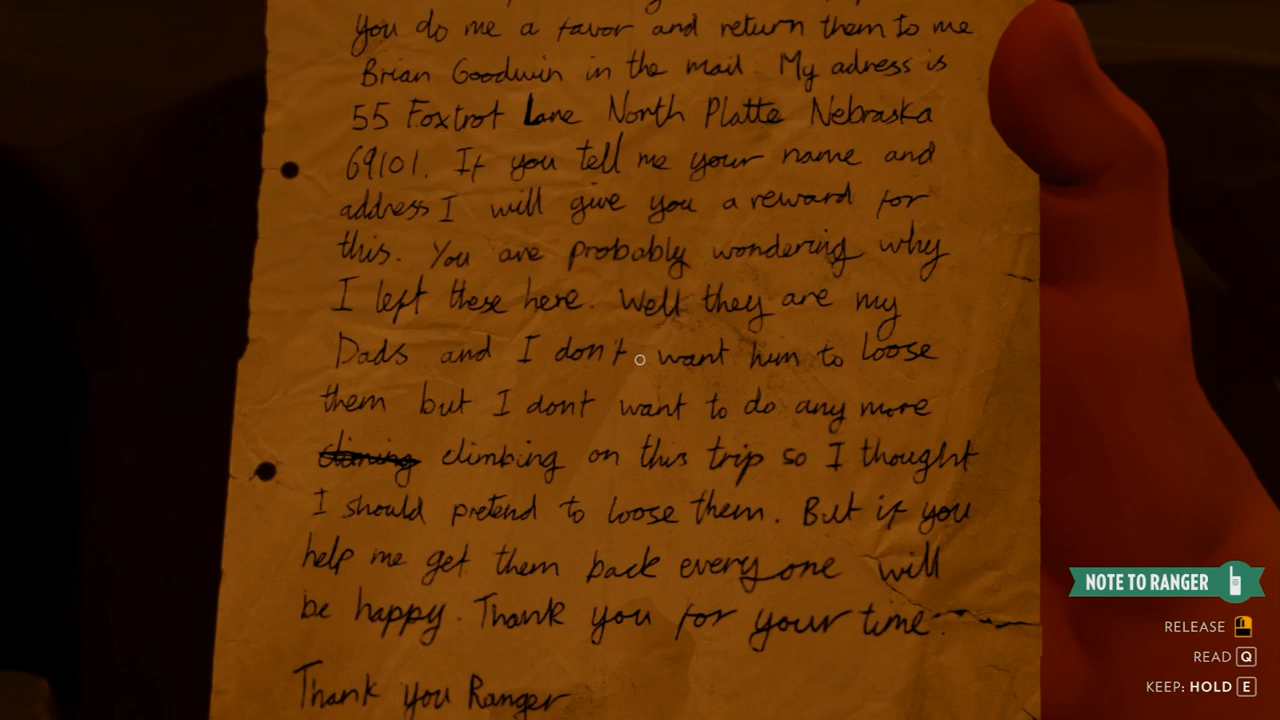 you do me a favor and return them to me
Brian Goodwin in the mail. My adress is
55 Foxtrot Lane North Platte Nebraska
69101. If you tell me your name and
address I will give you a reward for
this. You are probably wondering why
I left these here. Well they are my
Dads and I don't want him to loose
them but I dont want to do any more
climing climbing on this trip so I thought
I should pretend to loose them. But if you
help me get them back everyone will
be happy. Thank you for your time.
Thank you Ranger
NOTE TO RANGER
RELEASE
READ Q
KEEP: HOLD E